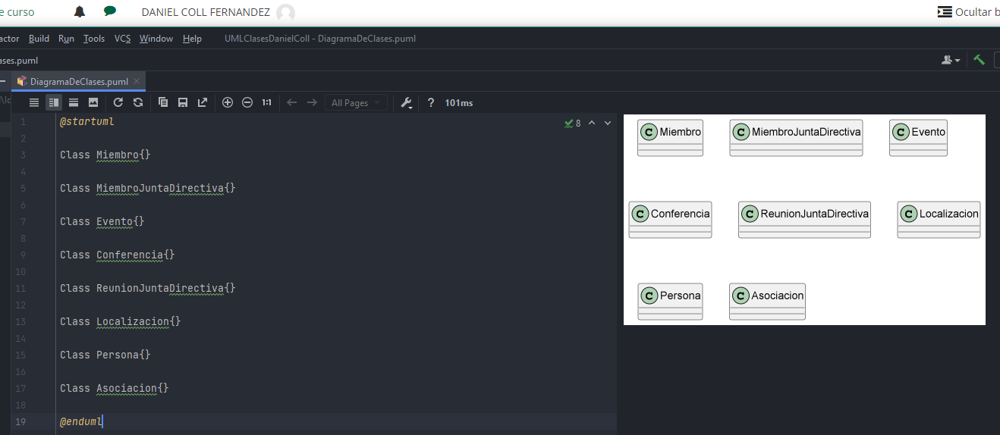 e curso DANIEL COLL FERNANDEZ Ocultar b
actor Build Run Tools VCS Window Help UMLClasesDanielColl - DiagramaDeClases.puml
ases.puml
DiagramaDeClases.puml
All Pages ? 101ms
1:1
1 @startuml
2
3 Class Miembro{}
4
5 Class MiembroJuntaDirectiva{}
6
7 Class Evento{}
8
9 Class Conferencia{}
10
11 Class ReunionJuntaDirectiva{}
12
13 Class Localizacion{}
14
15 Class Persona{}
16
17 Class Asociacion{}
18
19 @enduml
8
C Miembro C MiembroJuntaDirectiva C Evento
C Conferencia C ReunionJuntaDirectiva C Localizacion
C Persona C Asociacion